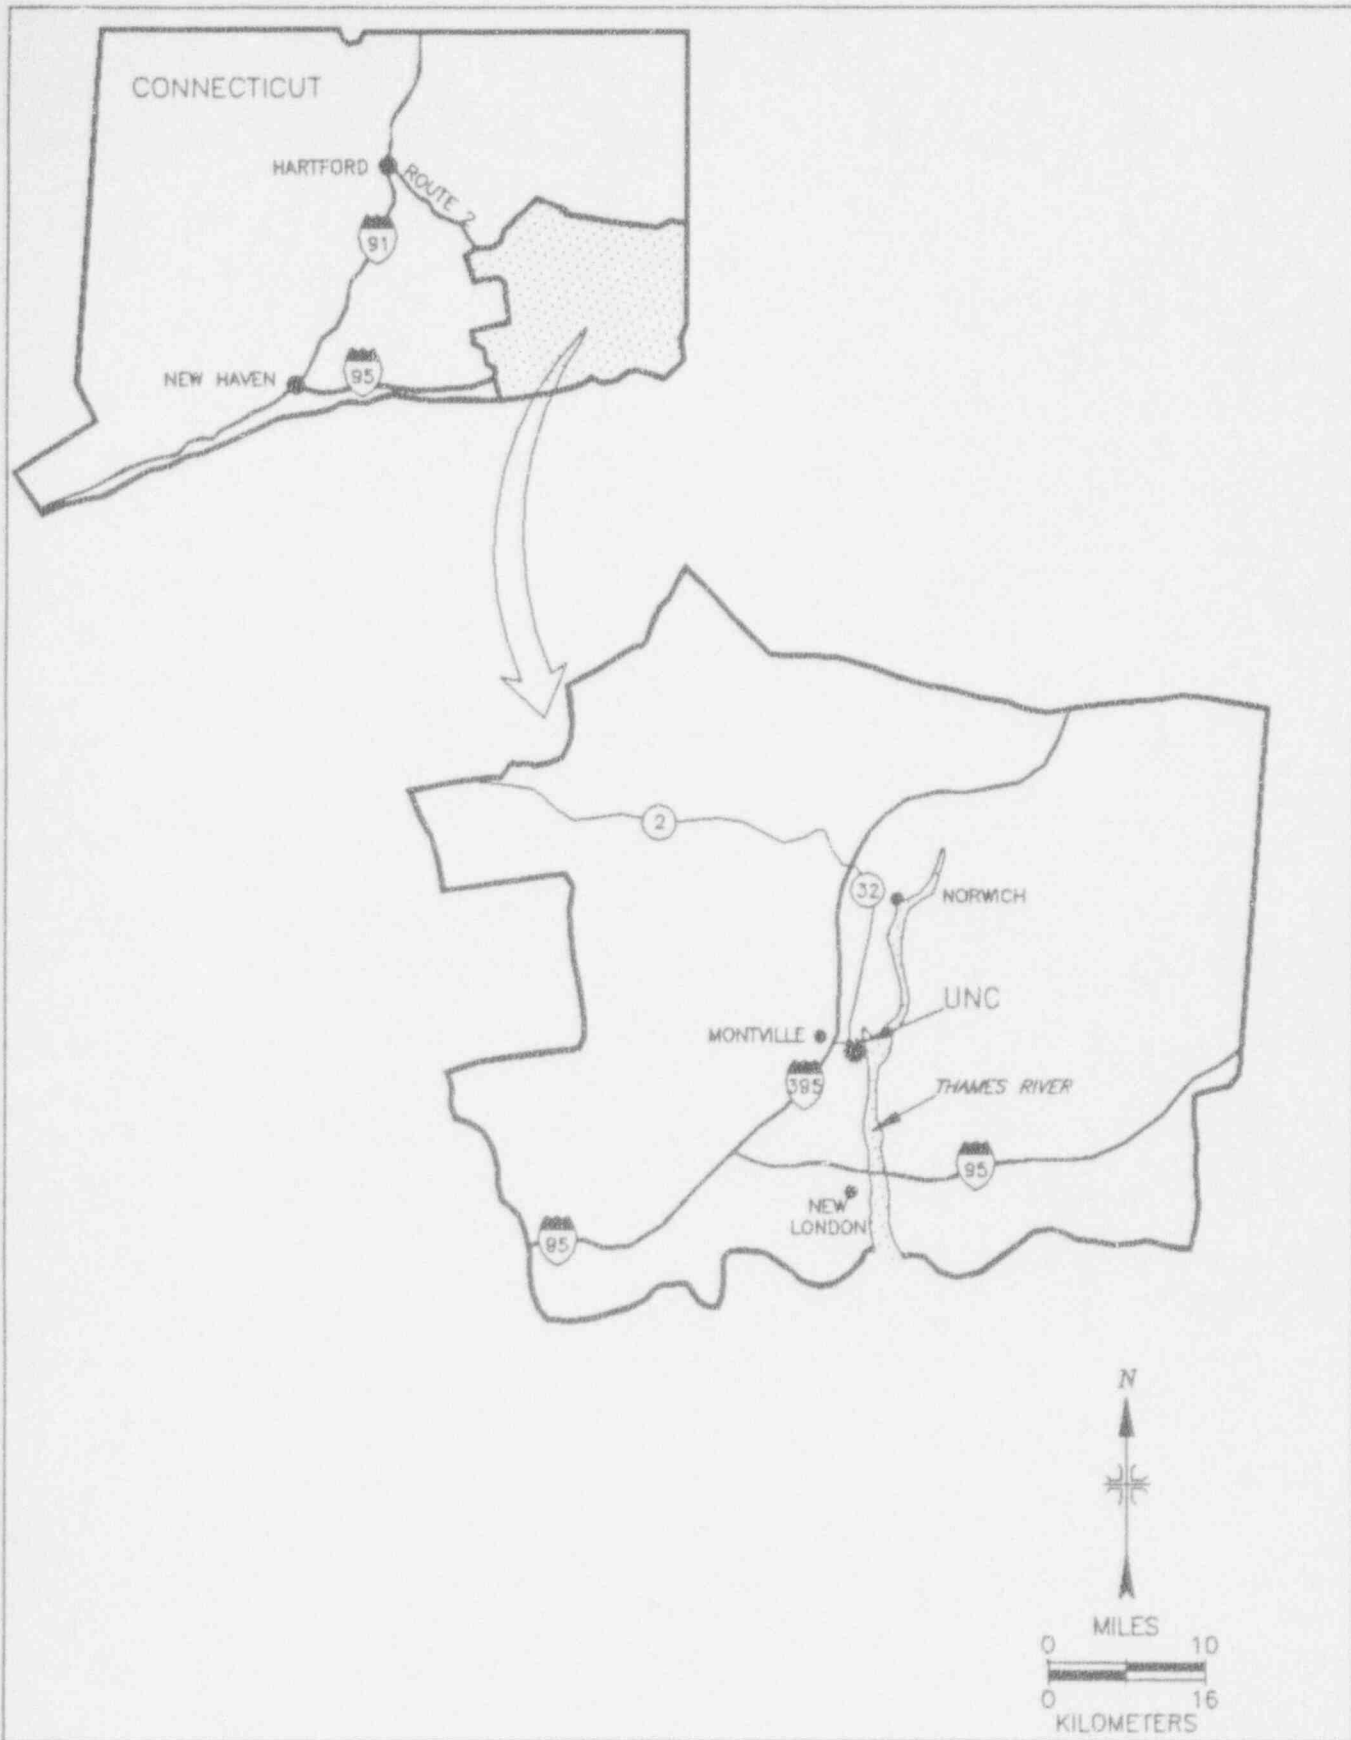 CONNECTICUT
HARTFORD
ROUTE 2
91
NEW HAVEN
95
2
32
NORWICH
UNC
MONTVILLE
395
THAMES RIVER
95
NEW
LONDON
95
N
MILES
0 10
0 16
KILOMETERS